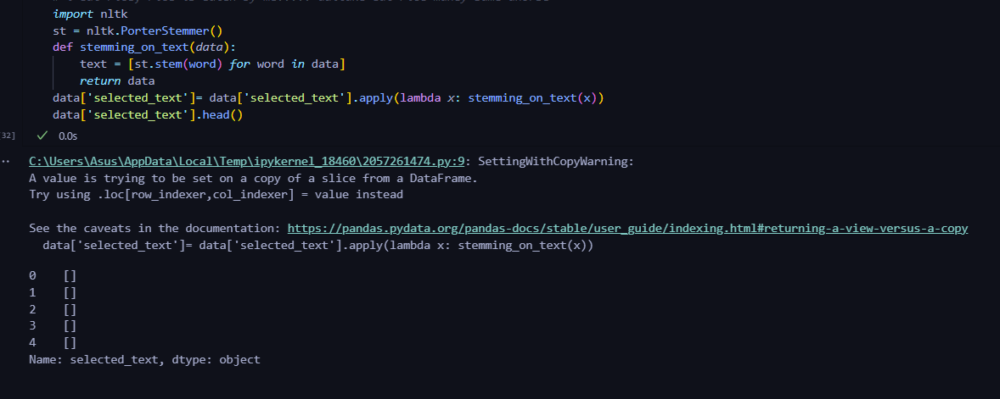 import nltk
st = nltk.PorterStemmer()
def stemming_on_text(data):
    text = [st.stem(word) for word in data]
    return data
data['selected_text']= data['selected_text'].apply(lambda x: stemming_on_text(x))
data['selected_text'].head()
32] ✓ 0.0s
·· C:\Users\Asus\AppData\Local\Temp\ipykernel_18460\2057261474.py:9: SettingWithCopyWarning:
A value is trying to be set on a copy of a slice from a DataFrame.
Try using .loc[row_indexer,col_indexer] = value instead
See the caveats in the documentation: https://pandas.pydata.org/pandas-docs/stable/user_guide/indexing.html#returning-a-view-versus-a-copy
  data['selected_text']= data['selected_text'].apply(lambda x: stemming_on_text(x))
0    []
1    []
2    []
3    []
4    []
Name: selected_text, dtype: object